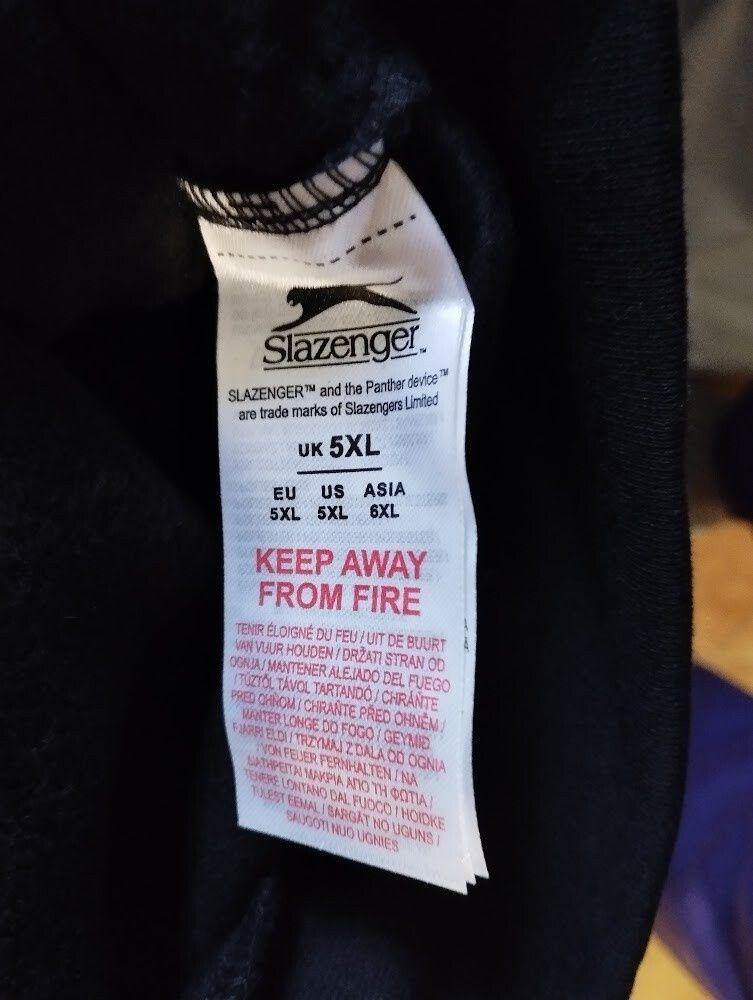 Slazenger™
SLAZENGER™ and the Panther device™
are trade marks of Slazengers Limited
UK 5XL
EU US ASIA
5XL 5XL 6XL
KEEP AWAY
FROM FIRE
TENIR ÉLOIGNÉ DU FEU / UIT DE BUURT
VAN VUUR HOUDEN / DRŽATI STRAN OD
OGNJA / MANTENER ALEJADO DEL FUEGO
/ TŰZTŐL TÁVOL TARTANDÓ / CHRÁŇTE
PRED OHŇOM / CHRAŇTE PŘED OHNĚM /
MANTER LONGE DO FOGO / GEYMIÐ
FJARRI ELDI / TRZYMAJ Z DALA OD OGNIA
/ VON FEUER FERNHALTEN / ΝΑ
ΔΙΑΤΗΡΕΙΤΑΙ ΜΑΚΡΙΑ ΑΠΟ ΤΗ ΦΩΤΙΑ /
TENERE LONTANO DAL FUOCO / HOIDKE
TULEST EEMAL / SARGĀT NO UGUNS /
SAUGOTI NUO UGNIES